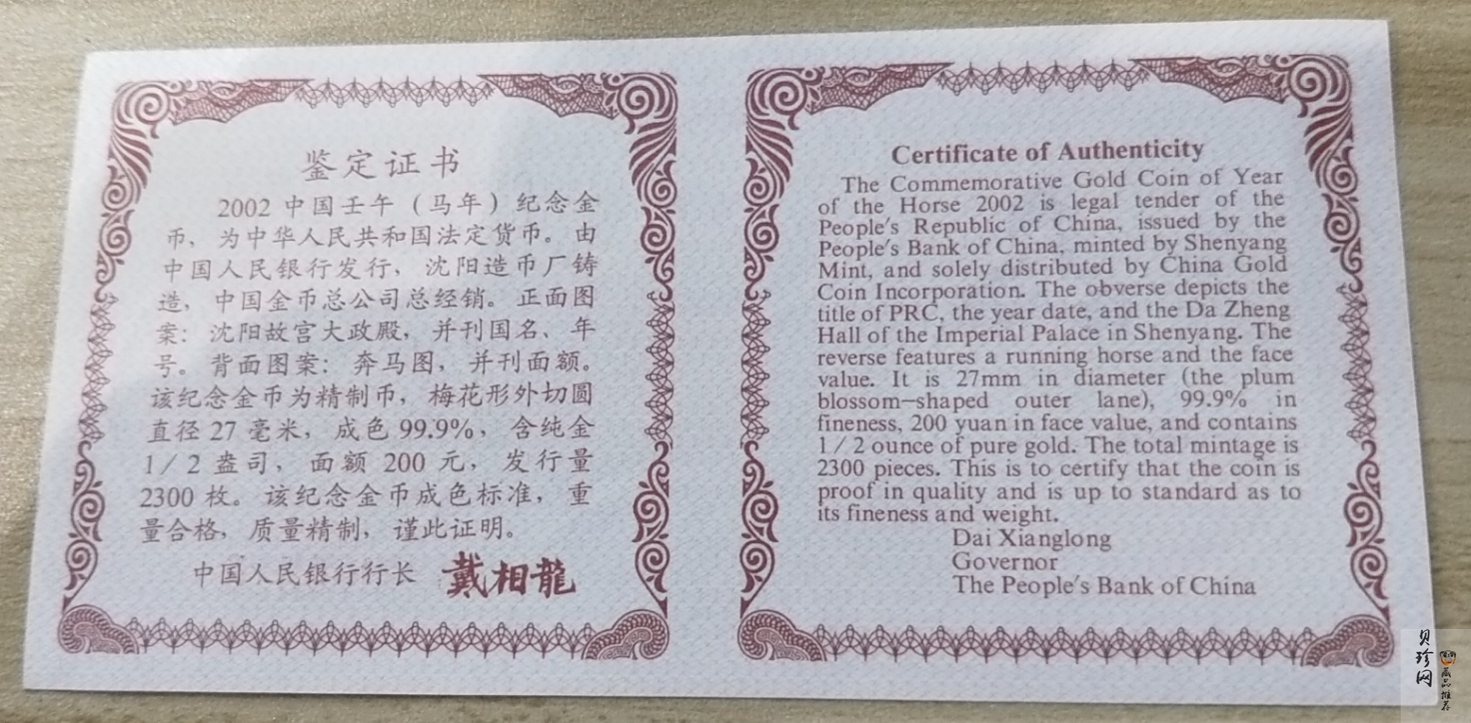 鉴定证书
2002 中国壬午（马年）纪念金
币，为中华人民共和国法定货币。由
中国人民银行发行，沈阳造币厂铸
造，中国金币总公司总经销。正面图
案：沈阳故宫大政殿，并刊国名、年
号。背面图案：奔马图，并刊面额。
该纪念金币为精制币，梅花形外切圆
直径 27 毫米，成色 99.9%，含纯金
1/2 盎司，面额 200 元，发行量
2300 枚。该纪念金币成色标准，重
量合格，质量精制，谨此证明。
中国人民银行行长 戴相龍
Certificate of Authenticity
The Commemorative Gold Coin of Year
of the Horse 2002 is legal tender of the
People's Republic of China, issued by the
People's Bank of China, minted by Shenyang
Mint, and solely distributed by China Gold
Coin Incorporation. The obverse depicts the
title of PRC, the year date, and the Da Zheng
Hall of the Imperial Palace in Shenyang. The
reverse features a running horse and the face
value. It is 27mm in diameter (the plum
blossom-shaped outer lane), 99.9% in
fineness, 200 yuan in face value, and contains
1/2 ounce of pure gold. The total mintage is
2300 pieces. This is to certify that the coin is
proof in quality and is up to standard as to
its fineness and weight.
Dai Xianglong
Governor
The People's Bank of China
贝珍网
藏品推荐